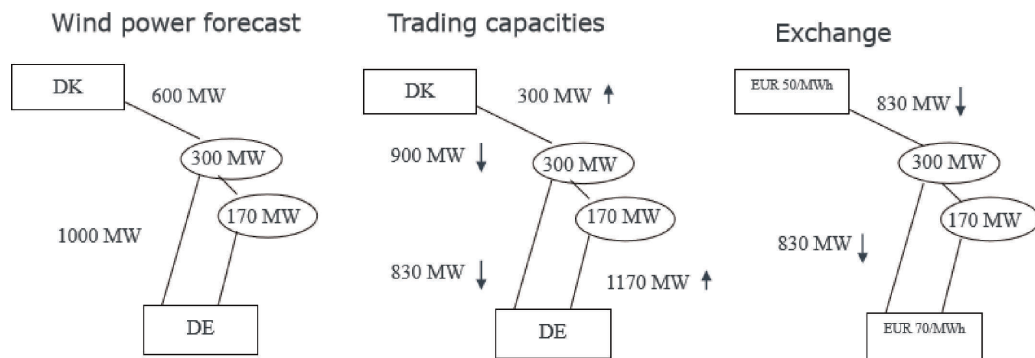 Wind power forecast
DK
600 MW
300 MW
170 MW
1000 MW
DE
Trading capacities
DK
300 MW
900 MW
300 MW
170 MW
830 MW
1170 MW
DE
Exchange
EUR 50/MWh
830 MW
300 MW
170 MW
830 MW
EUR 70/MWh